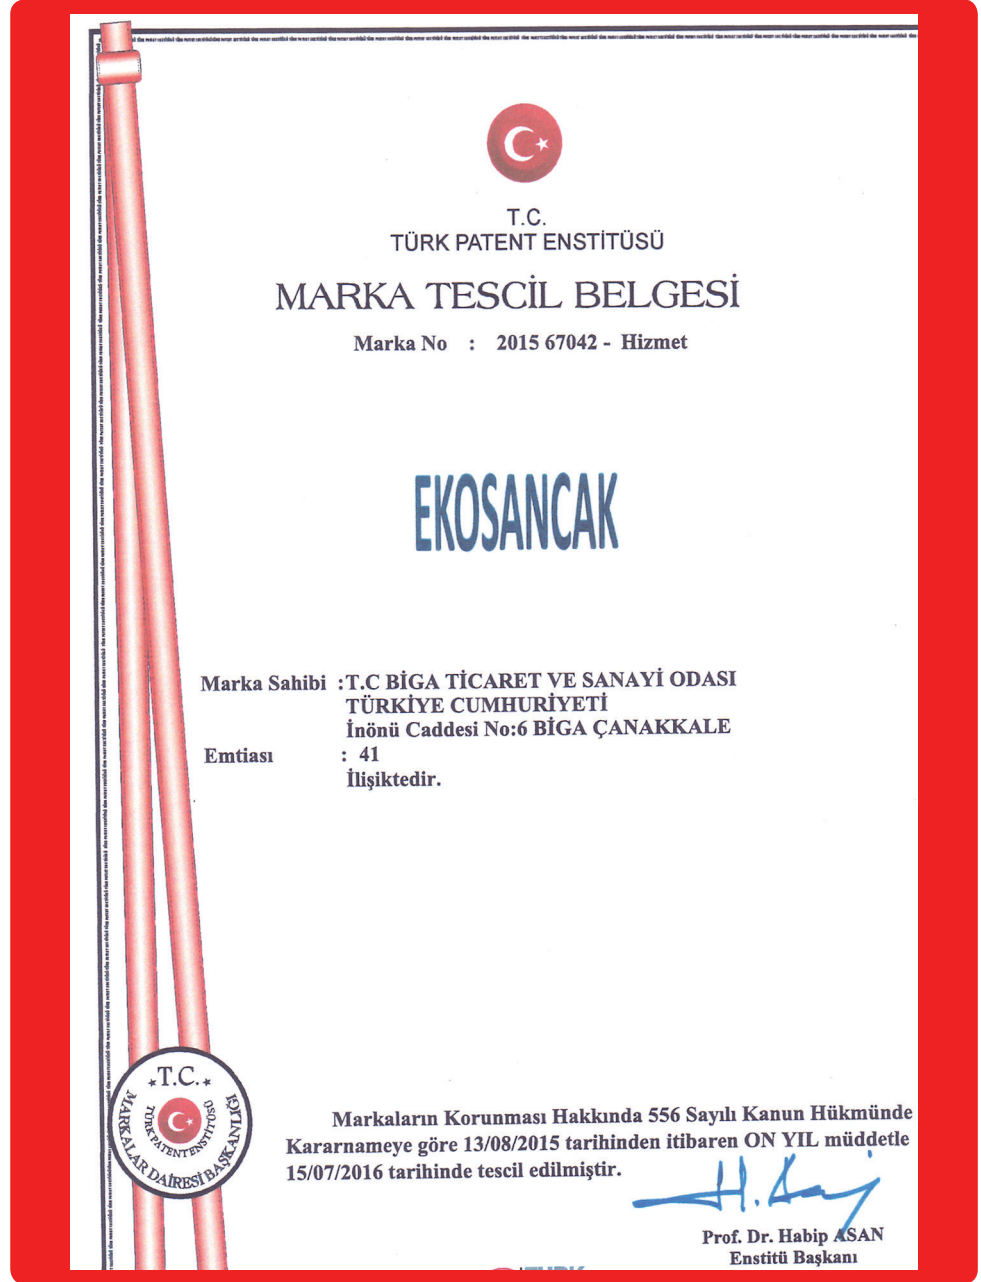 T.C.
TÜRK PATENT ENSTİTÜSÜ
MARKA TESCİL BELGESİ
Marka No : 2015 67042 - Hizmet
EKOSANCAK
Marka Sahibi :T.C BİGA TİCARET VE SANAYİ ODASI
TÜRKİYE CUMHURİYETİ
İnönü Caddesi No:6 BİGA ÇANAKKALE
Emtiası : 41
İlişiktedir.
T.C.
TÜRK PATENT ENSTİTÜSÜ
MARKALAR DAİRESİ BAŞKANLIĞI
Markaların Korunması Hakkında 556 Sayılı Kanun Hükmünde
Kararnameye göre 13/08/2015 tarihinden itibaren ON YIL müddetle
15/07/2016 tarihinde tescil edilmiştir.
Prof. Dr. Habip ASAN
Enstitü Başkanı